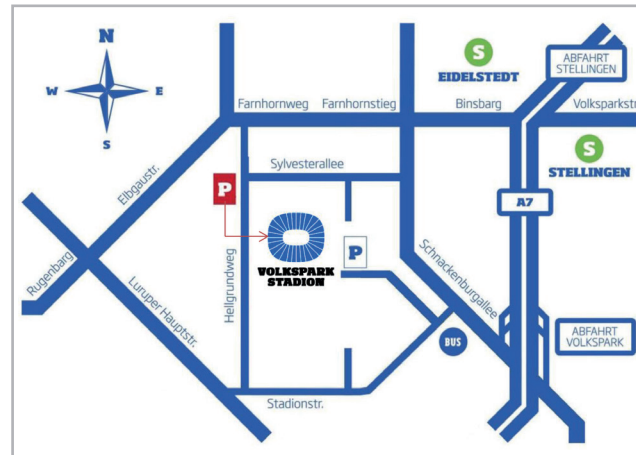 N
W
E
S
S
EIDELSTEDT
ABFAHRT
STELLINGEN
Farnhornweg
Farnhornstieg
Binsbarg
Volksparkstr
Elbgaustr.
Sylvesterallee
S
STELLINGEN
P
A7
P
VOLKSPARK
STADION
Rugenbarg
Luruper Hauptstr.
Hellgrundweg
Schnackenburgallee
BUS
ABFAHRT
VOLKSPARK
Stadionstr.